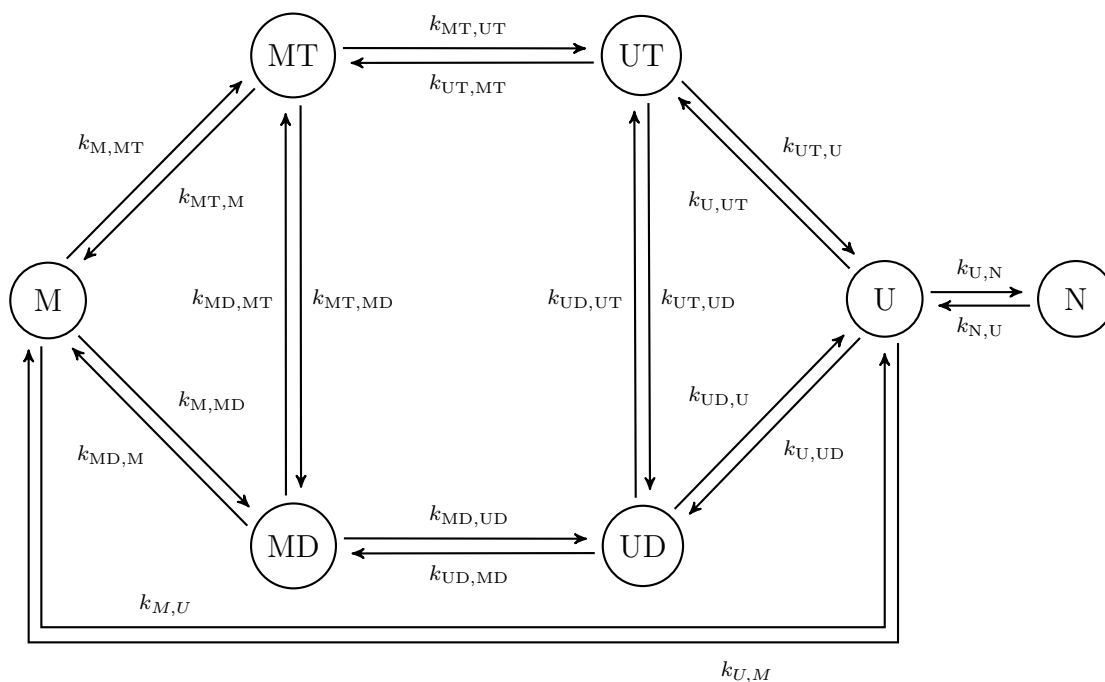 k_{MT,UT}
MT
UT
k_{UT,MT}
k_{M,MT}
k_{UT,U}
k_{MT,M}
k_{U,UT}
k_{U,N}
M
k_{MD,MT}
k_{MT,MD}
k_{UD,UT}
k_{UT,UD}
U
N
k_{N,U}
k_{M,MD}
k_{UD,U}
k_{MD,M}
k_{U,UD}
k_{MD,UD}
MD
UD
k_{UD,MD}
k_{M,U}
k_{U,M}